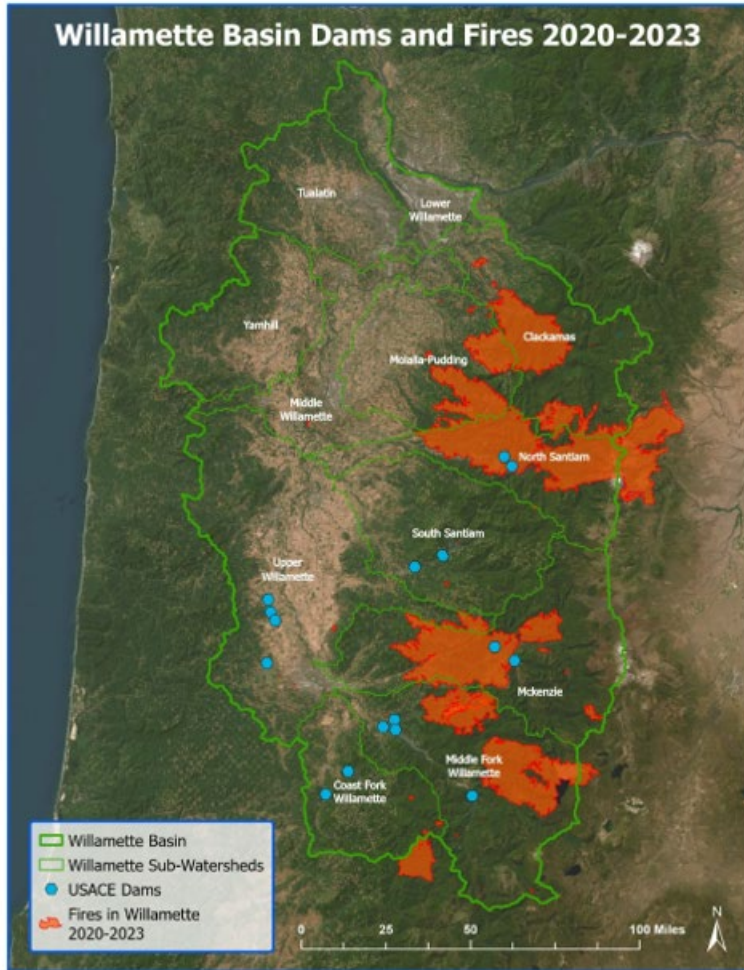 Willamette Basin Dams and Fires 2020-2023
Tualatin
Lower
Willamette
Yamhill
Clackamas
Molalla-Pudding
Middle
Willamette
North Santiam
South Santiam
Upper
Willamette
Mckenzie
Middle Fork
Willamette
Coast Fork
Willamette
Willamette Basin
Willamette Sub-Watersheds
USACE Dams
Fires in Willamette
2020-2023
0 50 100 Miles
25 75
N